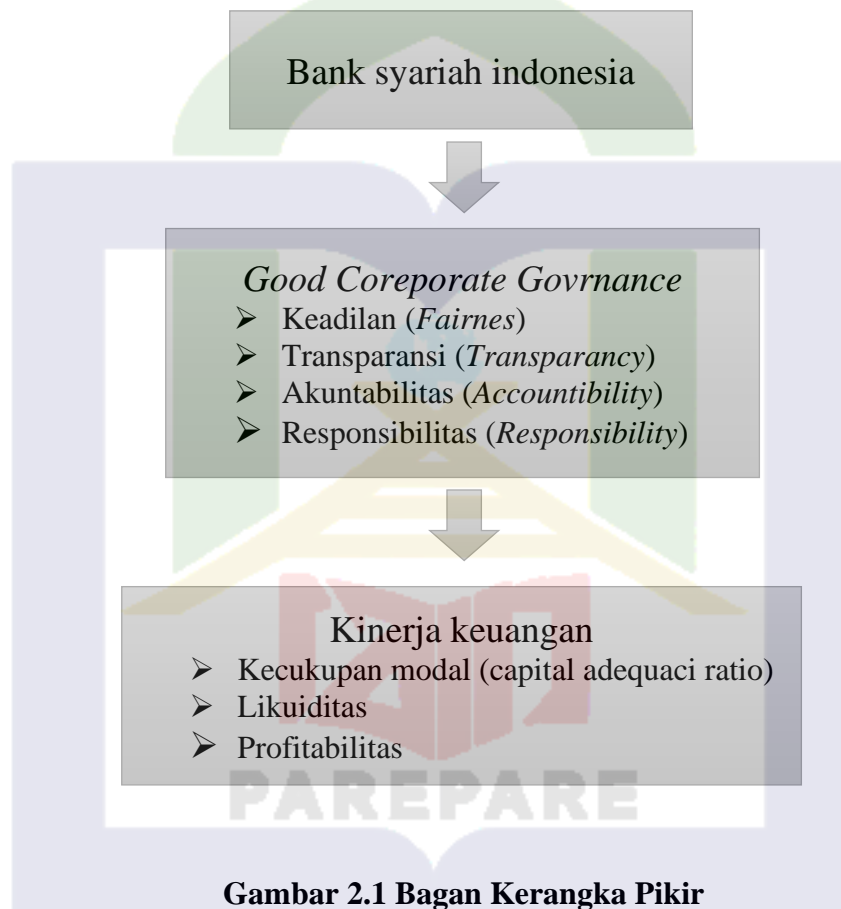 Bank syariah indonesia
Good Coreporate Govrnance
➢ Keadilan (Fairnes)
➢ Transparansi (Transparancy)
➢ Akuntabilitas (Accountibility)
➢ Responsibilitas (Responsibility)
Kinerja keuangan
➢ Kecukupan modal (capital adequaci ratio)
➢ Likuiditas
➢ Profitabilitas
PAREPARE
Gambar 2.1 Bagan Kerangka Pikir